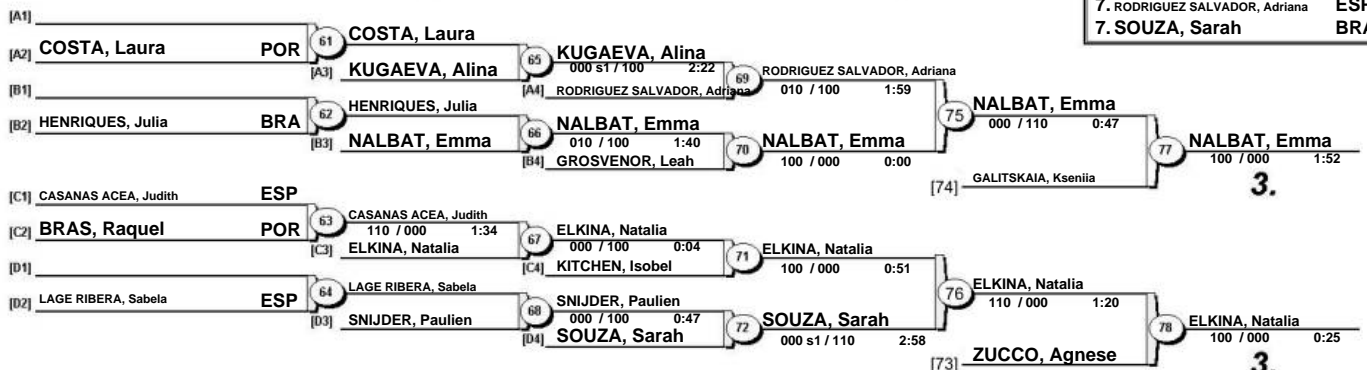 7. RODRIGUEZ SALVADOR, Adriana ESP
7. SOUZA, Sarah BRA
[A1]
[A2] COSTA, Laura POR
61
COSTA, Laura
[A3] KUGAEVA, Alina
65
KUGAEVA, Alina
000 s1 / 100 2:22
[A4] RODRIGUEZ SALVADOR, Adriana
69
RODRIGUEZ SALVADOR, Adriana
010 / 100 1:59
[B1]
[B2] HENRIQUES, Julia BRA
62
HENRIQUES, Julia
[B3] NALBAT, Emma
66
NALBAT, Emma
010 / 100 1:40
[B4] GROSVENOR, Leah
70
NALBAT, Emma
100 / 000 0:00
75
NALBAT, Emma
000 / 110 0:47
[74] GALITSKAIA, Kseniia
77
NALBAT, Emma
100 / 000 1:52
3.
[C1] CASANAS ACEA, Judith ESP
[C2] BRAS, Raquel POR
63
CASANAS ACEA, Judith
110 / 000 1:34
[C3] ELKINA, Natalia
67
ELKINA, Natalia
000 / 100 0:04
[C4] KITCHEN, Isobel
71
ELKINA, Natalia
100 / 000 0:51
[D1]
[D2] LAGE RIBERA, Sabela ESP
64
LAGE RIBERA, Sabela
[D3] SNIJDER, Paulien
68
SNIJDER, Paulien
000 / 100 0:47
[D4] SOUZA, Sarah
72
SOUZA, Sarah
000 s1 / 110 2:58
76
ELKINA, Natalia
110 / 000 1:20
[73] ZUCCO, Agnese
78
ELKINA, Natalia
100 / 000 0:25
3.